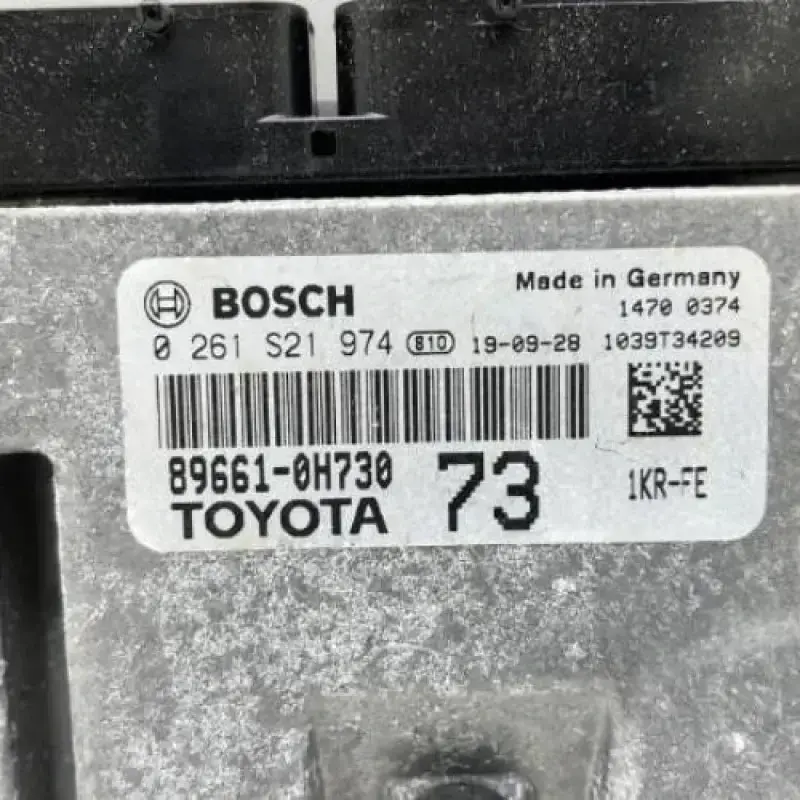 BOSCH
Made in Germany
1470 0374
0 261 S21 974 810 19-09-28 1039T34209
89661-0H730
TOYOTA
73
1KR-FE